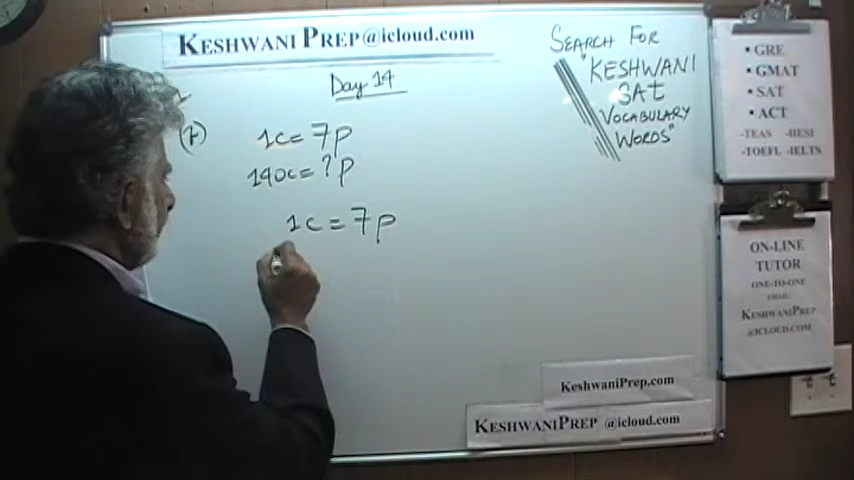 KESHWANI PREP@icloud.com
Day 14
1c = 7p
140c = ?p
1c = 7p
SEARCH FOR
"KESHWANI
SAT
VOCABULARY
WORDS"
• GRE
• GMAT
• SAT
• ACT
-TEAS -HESI
-TOEFL -IELTS
ON-LINE
TUTOR
ONE-TO-ONE
EMAIL:
KESHWANIPREP
@ICLOUD.COM
KeshwaniPrep.com
KESHWANIPREP @icloud.com